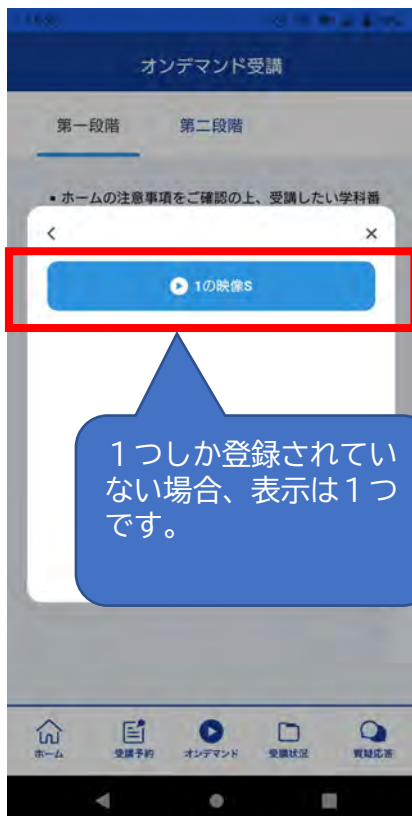 オンデマンド受講
第一段階 第二段階
• ホームの注意事項をご確認の上、受講したい学科番
1の映像S
１つしか登録されてい
ない場合、表示は１つ
です。
ホーム 受講予約 オンデマンド 受講状況 質疑応答